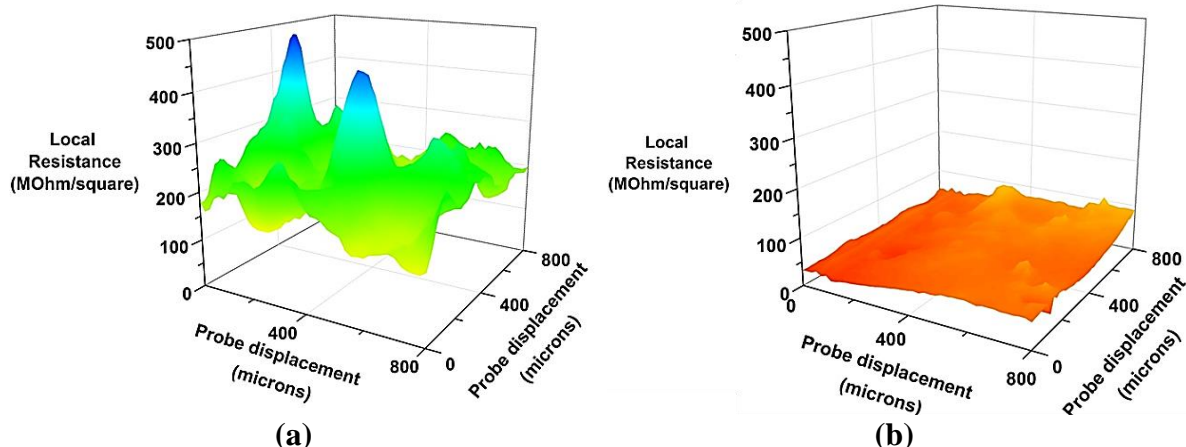 500
400
300
200
100
0
Local
Resistance
(MOhm/square)
400
800
Probe displacement
(microns)
0
400
800
Probe displacement
(microns)
(a)
500
400
300
200
100
0
Local
Resistance
(MOhm/square)
0
400
800
Probe displacement
(microns)
0
400
800
Probe displacement
(microns)
(b)